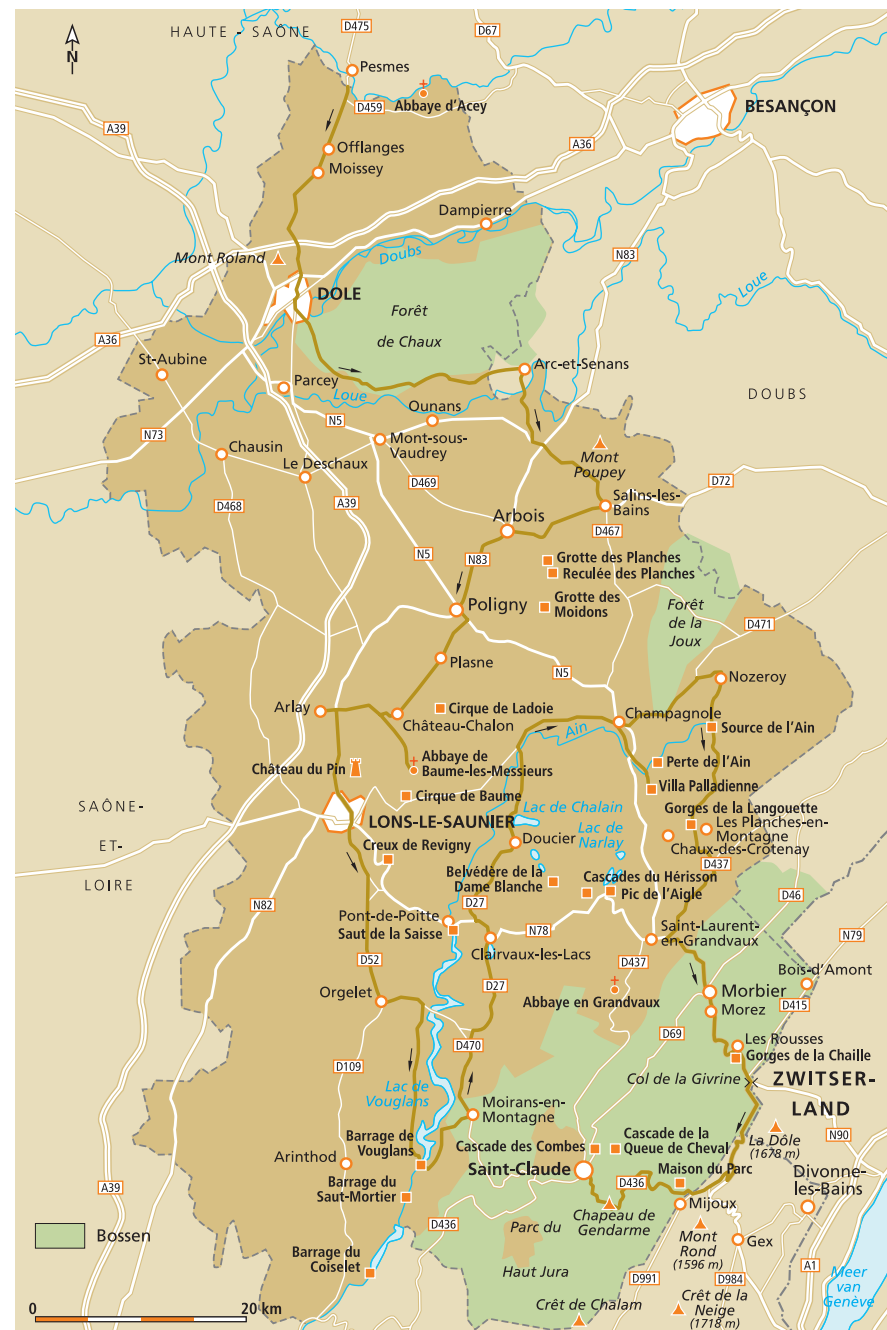 D475
HAUTE - SAÔNE
D67
N
Pesmes
Abbaye d'Acey
D459
BESANÇON
A39
A36
Offlanges
Moissey
Dampierre
Mont Roland
Doubs
N83
DOLE
Loue
Forêt
de Chaux
A36
St-Aubine
Arc-et-Senans
Parcey
Loue
DOUBS
Ounans
N5
N73
Mont-sous-
Vaudrey
Chausin
Mont
Poupey
Le Deschaux
D469
D72
A39
D468
Salins-les-
Bains
Arbois
D467
N5
N83
Grotte des Planches
Reculée des Planches
Grotte des
Moidons
Poligny
Forêt
de la
Joux
D471
Plasne
N5
Nozeroy
Arlay
Cirque de Ladoie
Château-Chalon
Champagnole
Source de l'Ain
Ain
Abbaye de
Baume-les-Messieurs
Perte de l'Ain
Château du Pin
Villa Palladienne
Cirque de Baume
SAÔNE-
ET-
LOIRE
Lac de Chalain
Gorges de la Langouette
LONS-LE-SAUNIER
Lac de
Narlay
Les Planches-en-
Montagne
Doucier
Chaux-des-Crotenay
Creux de Revigny
D437
Belvédère de la
Dame Blanche
Cascades du Hérisson
Pic de l'Aigle
D46
N82
D27
Pont-de-Poitte
Saut de la Saisse
N78
Saint-Laurent-
en-Grandvaux
N79
Clairvaux-les-Lacs
D437
D52
Bois-d'Amont
D27
Abbaye en Grandvaux
Morbier
Orgelet
D415
Morez
D69
Les Rousses
D470
Gorges de la Chaille
D109
Col de la Givrine
ZWITSER-
LAND
Lac de
Vouglans
Moirans-en-
Montagne
La Dôle
(1678 m)
N90
Barrage de
Vouglans
Cascade des Combes
Cascade de la
Queue de Cheval
Arinthod
Saint-Claude
Maison du Parc
Divonne-
les-Bains
A39
Barrage du
Saut-Mortier
D436
Mijoux
Chapeau de
Gendarme
D436
Parc du
Haut Jura
Mont
Rond
(1596 m)
Bossen
Gex
Barrage du
Coiselet
D991
D984
A1
Meer
van
Genève
Crêt de la
Neige
(1718 m)
Crêt de Chalam
0
20 km